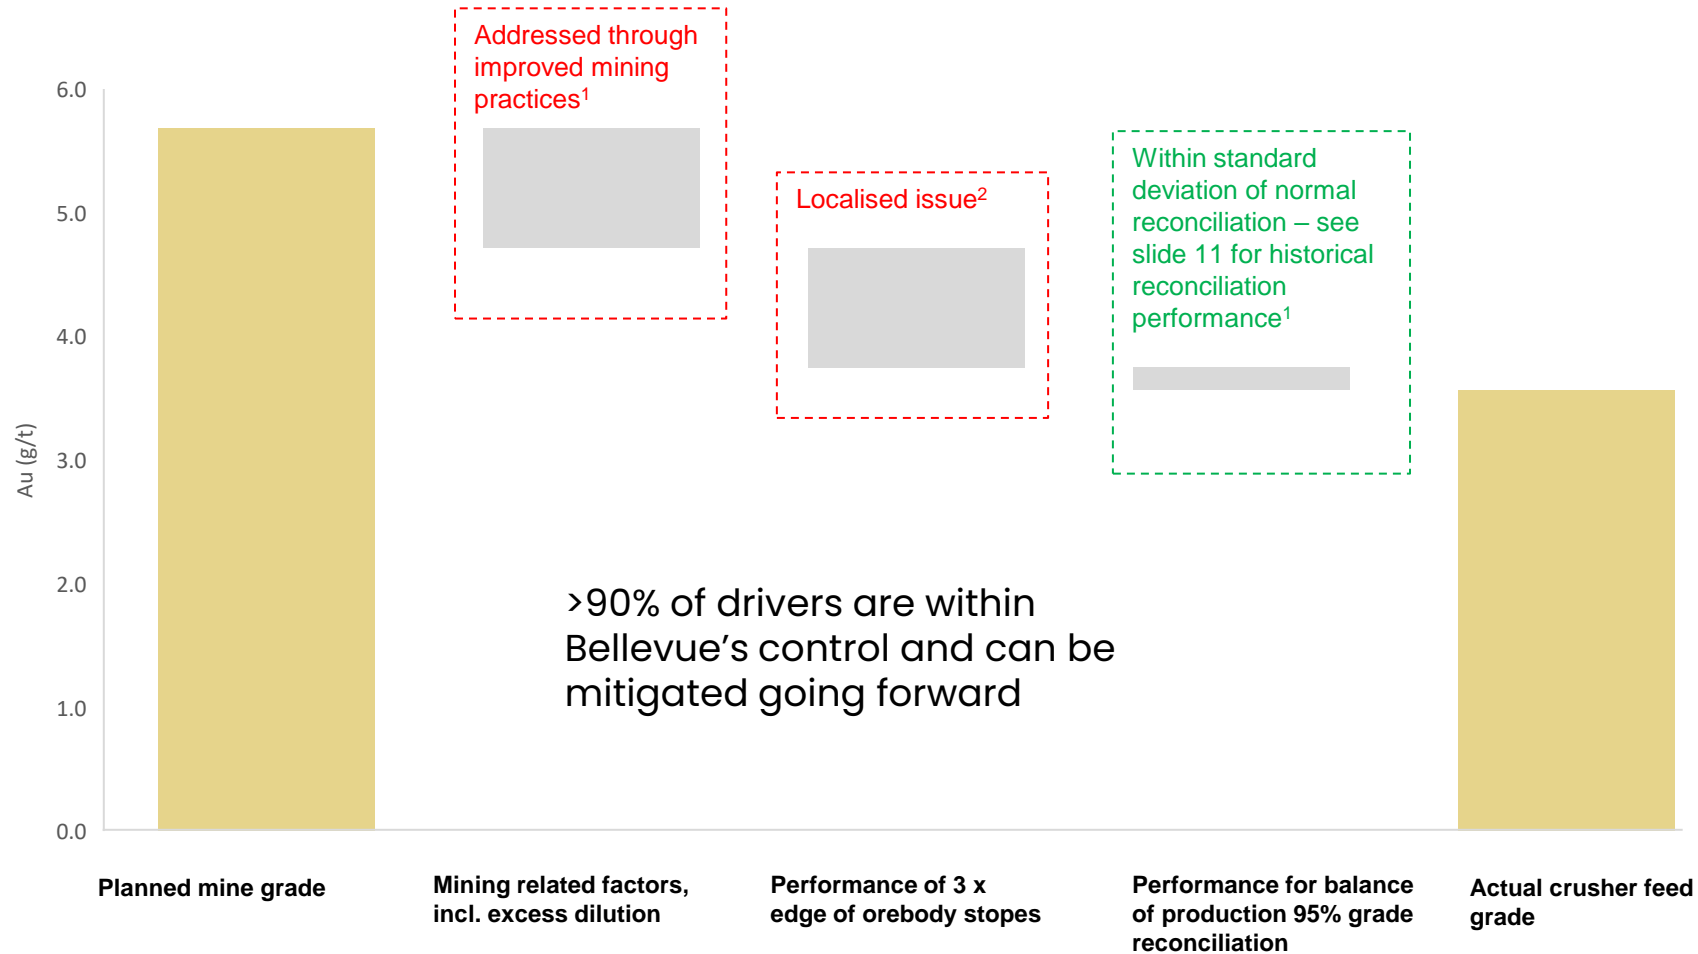 Addressed through
improved mining
practices1
6.0
5.0
4.0
3.0
2.0
1.0
0.0
Au (g/t)
Localised issue2
Within standard
deviation of normal
reconciliation – see
slide 11 for historical
reconciliation
performance1
>90% of drivers are within
Bellevue’s control and can be
mitigated going forward
Planned mine grade
Mining related factors,
incl. excess dilution
Performance of 3 x
edge of orebody stopes
Performance for balance
of production 95% grade
reconciliation
Actual crusher feed
grade